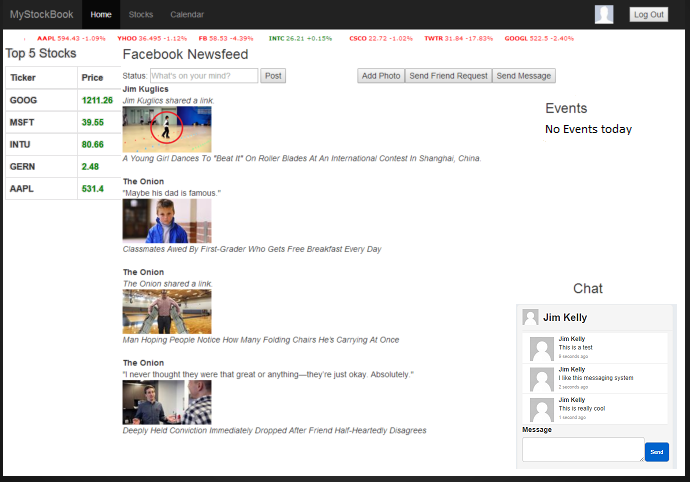 MyStockBook Home Stocks Calendar Log Out
AAPL 594.43 -1.09% YHOO 36.495 -1.12% FB 58.53 -4.39% INTC 26.21 +0.15% CSCO 22.72 -1.02% TWTR 31.84 -17.83% GOOGL 522.5 -2.40%
Top 5 Stocks
Ticker Price
GOOG 1211.26
MSFT 39.55
INTU 80.66
GERN 2.48
AAPL 531.4
Facebook Newsfeed
Status: What's on your mind? Post Add Photo Send Friend Request Send Message
Jim Kuglics
Jim Kuglics shared a link.
A Young Girl Dances To "Beat It" On Roller Blades At An International Contest In Shanghai, China.
The Onion
"Maybe his dad is famous."
Classmates Awed By First-Grader Who Gets Free Breakfast Every Day
The Onion
The Onion shared a link.
Man Hoping People Notice How Many Folding Chairs He's Carrying At Once
The Onion
"I never thought they were that great or anything—they're just okay. Absolutely."
Deeply Held Conviction Immediately Dropped After Friend Half-Heartedly Disagrees
Events
No Events today
Chat
Jim Kelly
Jim Kelly
This is a test
8 seconds ago
Jim Kelly
I like this messaging system
2 seconds ago
Jim Kelly
This is really cool
1 second ago
Message
Send